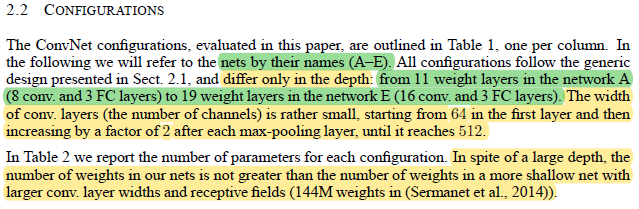 2.2 CONFIGURATIONS
The ConvNet configurations, evaluated in this paper, are outlined in Table 1, one per column. In
the following we will refer to the nets by their names (A–E). All configurations follow the generic
design presented in Sect. 2.1, and differ only in the depth: from 11 weight layers in the network A
(8 conv. and 3 FC layers) to 19 weight layers in the network E (16 conv. and 3 FC layers). The width
of conv. layers (the number of channels) is rather small, starting from 64 in the first layer and then
increasing by a factor of 2 after each max-pooling layer, until it reaches 512.
In Table 2 we report the number of parameters for each configuration. In spite of a large depth, the
number of weights in our nets is not greater than the number of weights in a more shallow net with
larger conv. layer widths and receptive fields (144M weights in (Sermanet et al., 2014)).